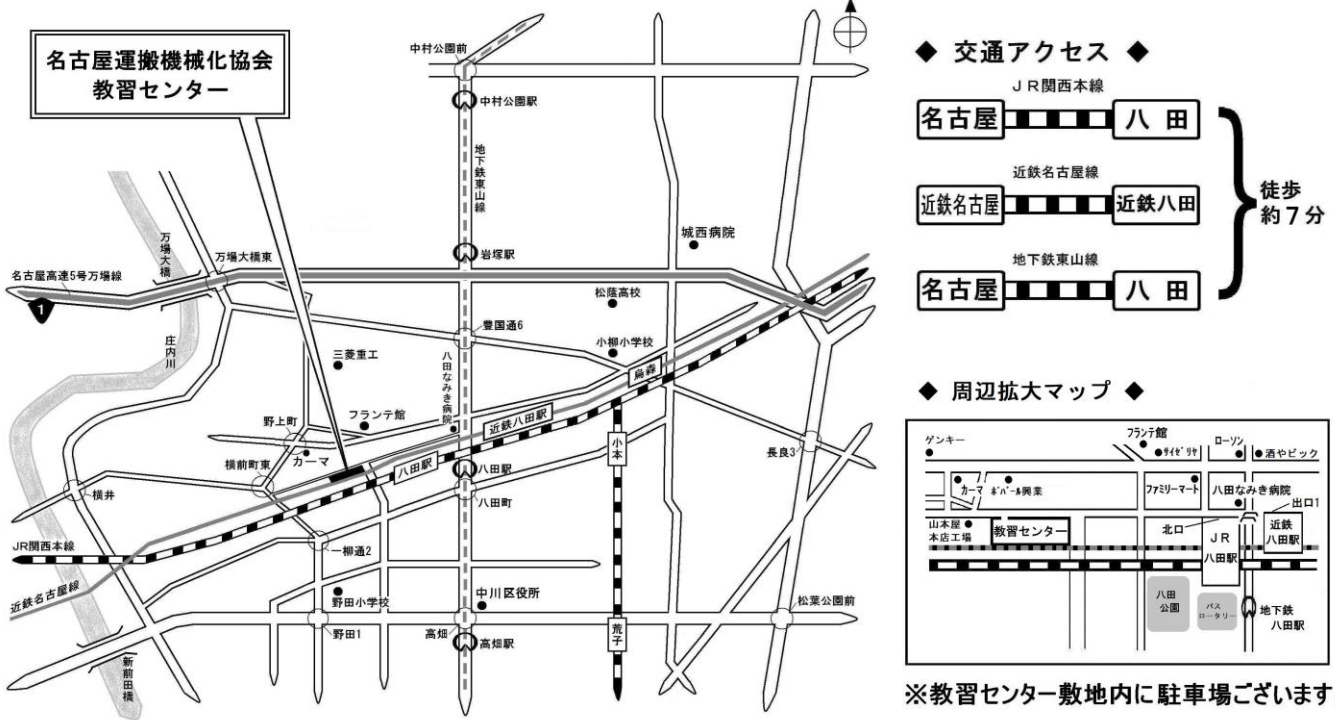 名古屋運搬機械化協会
教習センター
中村公園前
中村公園駅
地下鉄東山線
万場大橋
万場大橋東
名古屋高速5号万場線
1
岩塚駅
城西病院
松蔭高校
庄内川
豊国通6
小柳小学校
三菱重工
八田なみき病院
烏森
フランテ館
野上町
近鉄八田駅
カーマ
八田駅
八田駅
小本
長良3
横前町東
横井
八田町
JR関西本線
一柳通2
近鉄名古屋線
野田小学校
中川区役所
松葉公園前
野田1
高畑
高畑駅
荒子
新前田橋
◆ 交通アクセス ◆
JR関西本線
名古屋
八田
近鉄名古屋線
近鉄名古屋
近鉄八田
地下鉄東山線
名古屋
八田
徒歩
約7分
◆ 周辺拡大マップ ◆
ゲンキー
フランテ館
サイゼリヤ
ローソン
酒やビック
カーマ
ポバール興業
ファミリーマート
八田なみき病院
出口1
山本屋
本店工場
教習センター
北口
JR
八田駅
近鉄
八田駅
八田
公園
バス
ロータリー
地下鉄
八田駅
※教習センター敷地内に駐車場ございます